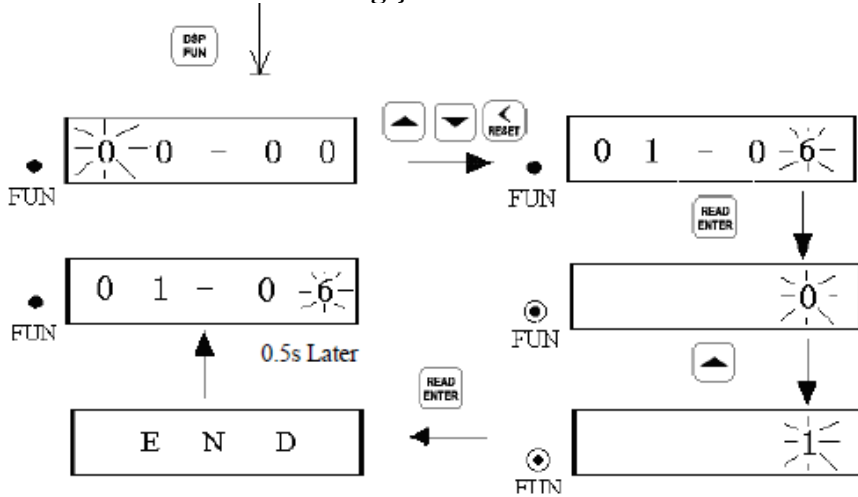 DSP
FUN
0 0 - 0 0
FUN
RESET
0 1 - 0 6
FUN
READ
ENTER
0 1 - 0 6
FUN
0.5s Later
0
FUN
READ
ENTER
E N D
1
FUN